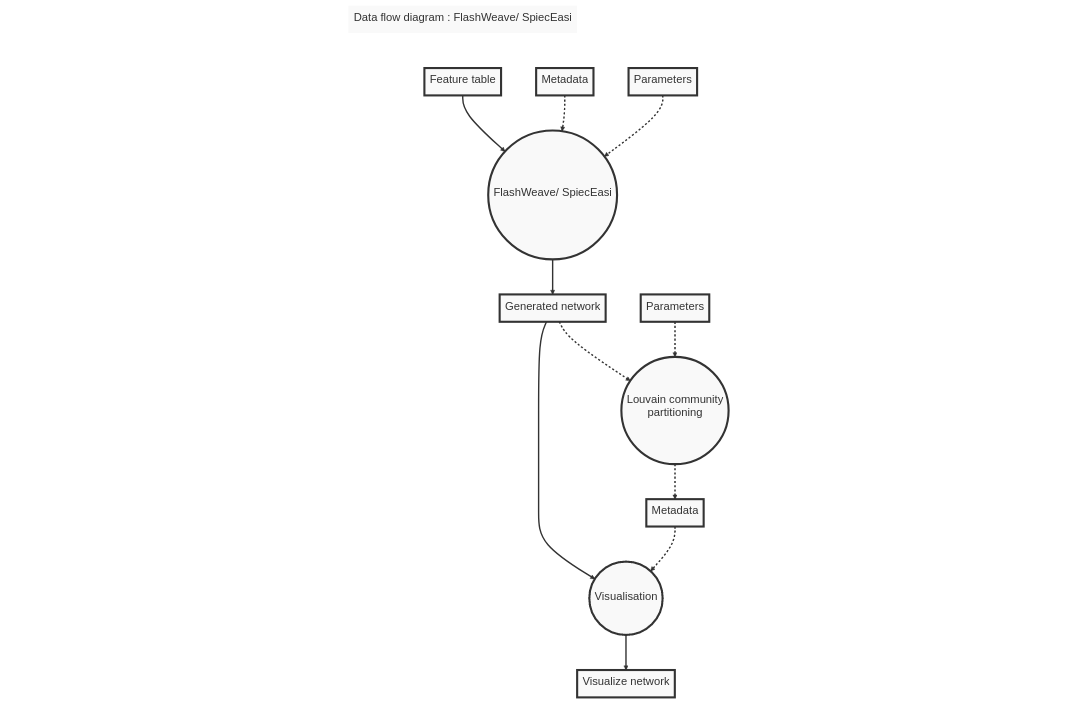 Data flow diagram : FlashWeave/ SpiecEasi
Feature table
Metadata
Parameters
FlashWeave/ SpiecEasi
Generated network
Parameters
Louvain community
partitioning
Metadata
Visualisation
Visualize network